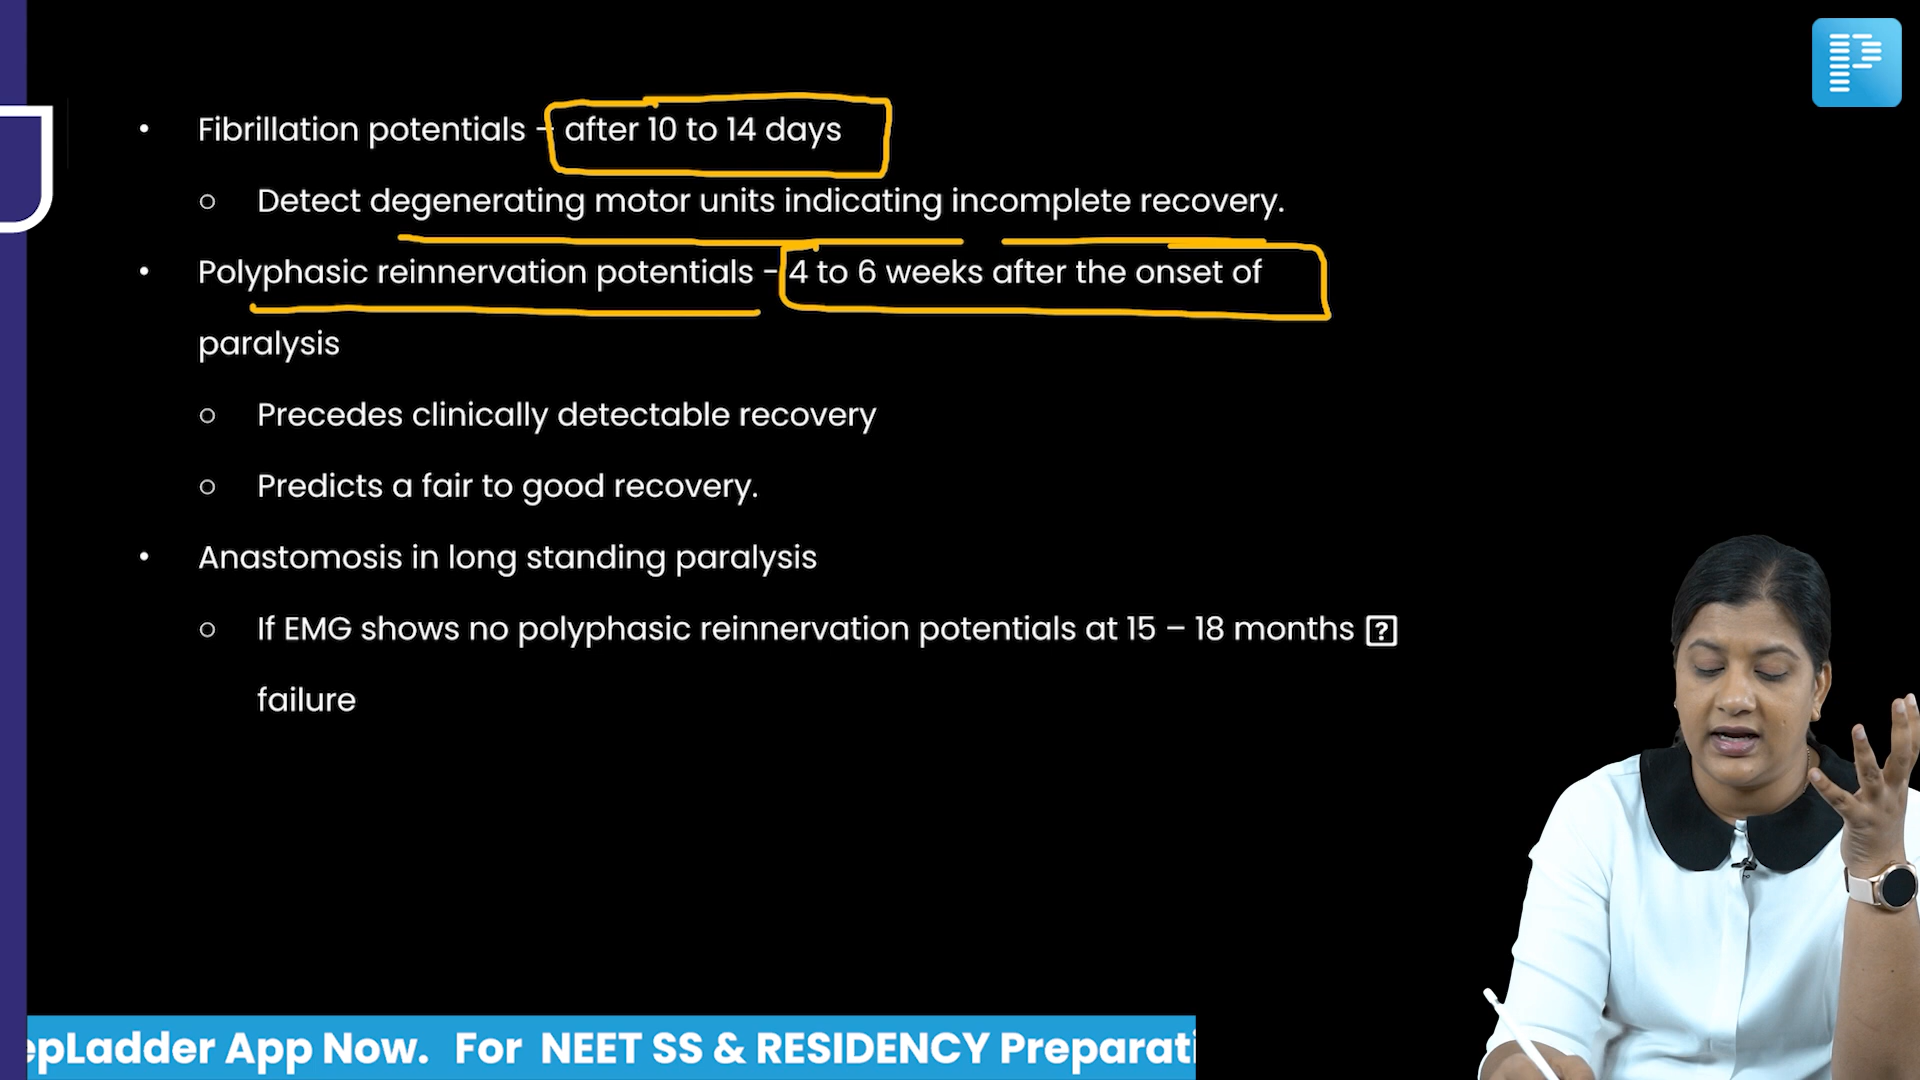 • Fibrillation potentials – after 10 to 14 days
○ Detect degenerating motor units indicating incomplete recovery.
• Polyphasic reinnervation potentials - 4 to 6 weeks after the onset of
paralysis
○ Precedes clinically detectable recovery
○ Predicts a fair to good recovery.
• Anastomosis in long standing paralysis
○ If EMG shows no polyphasic reinnervation potentials at 15 – 18 months ?
failure
epLadder App Now. For NEET SS & RESIDENCY Preparati